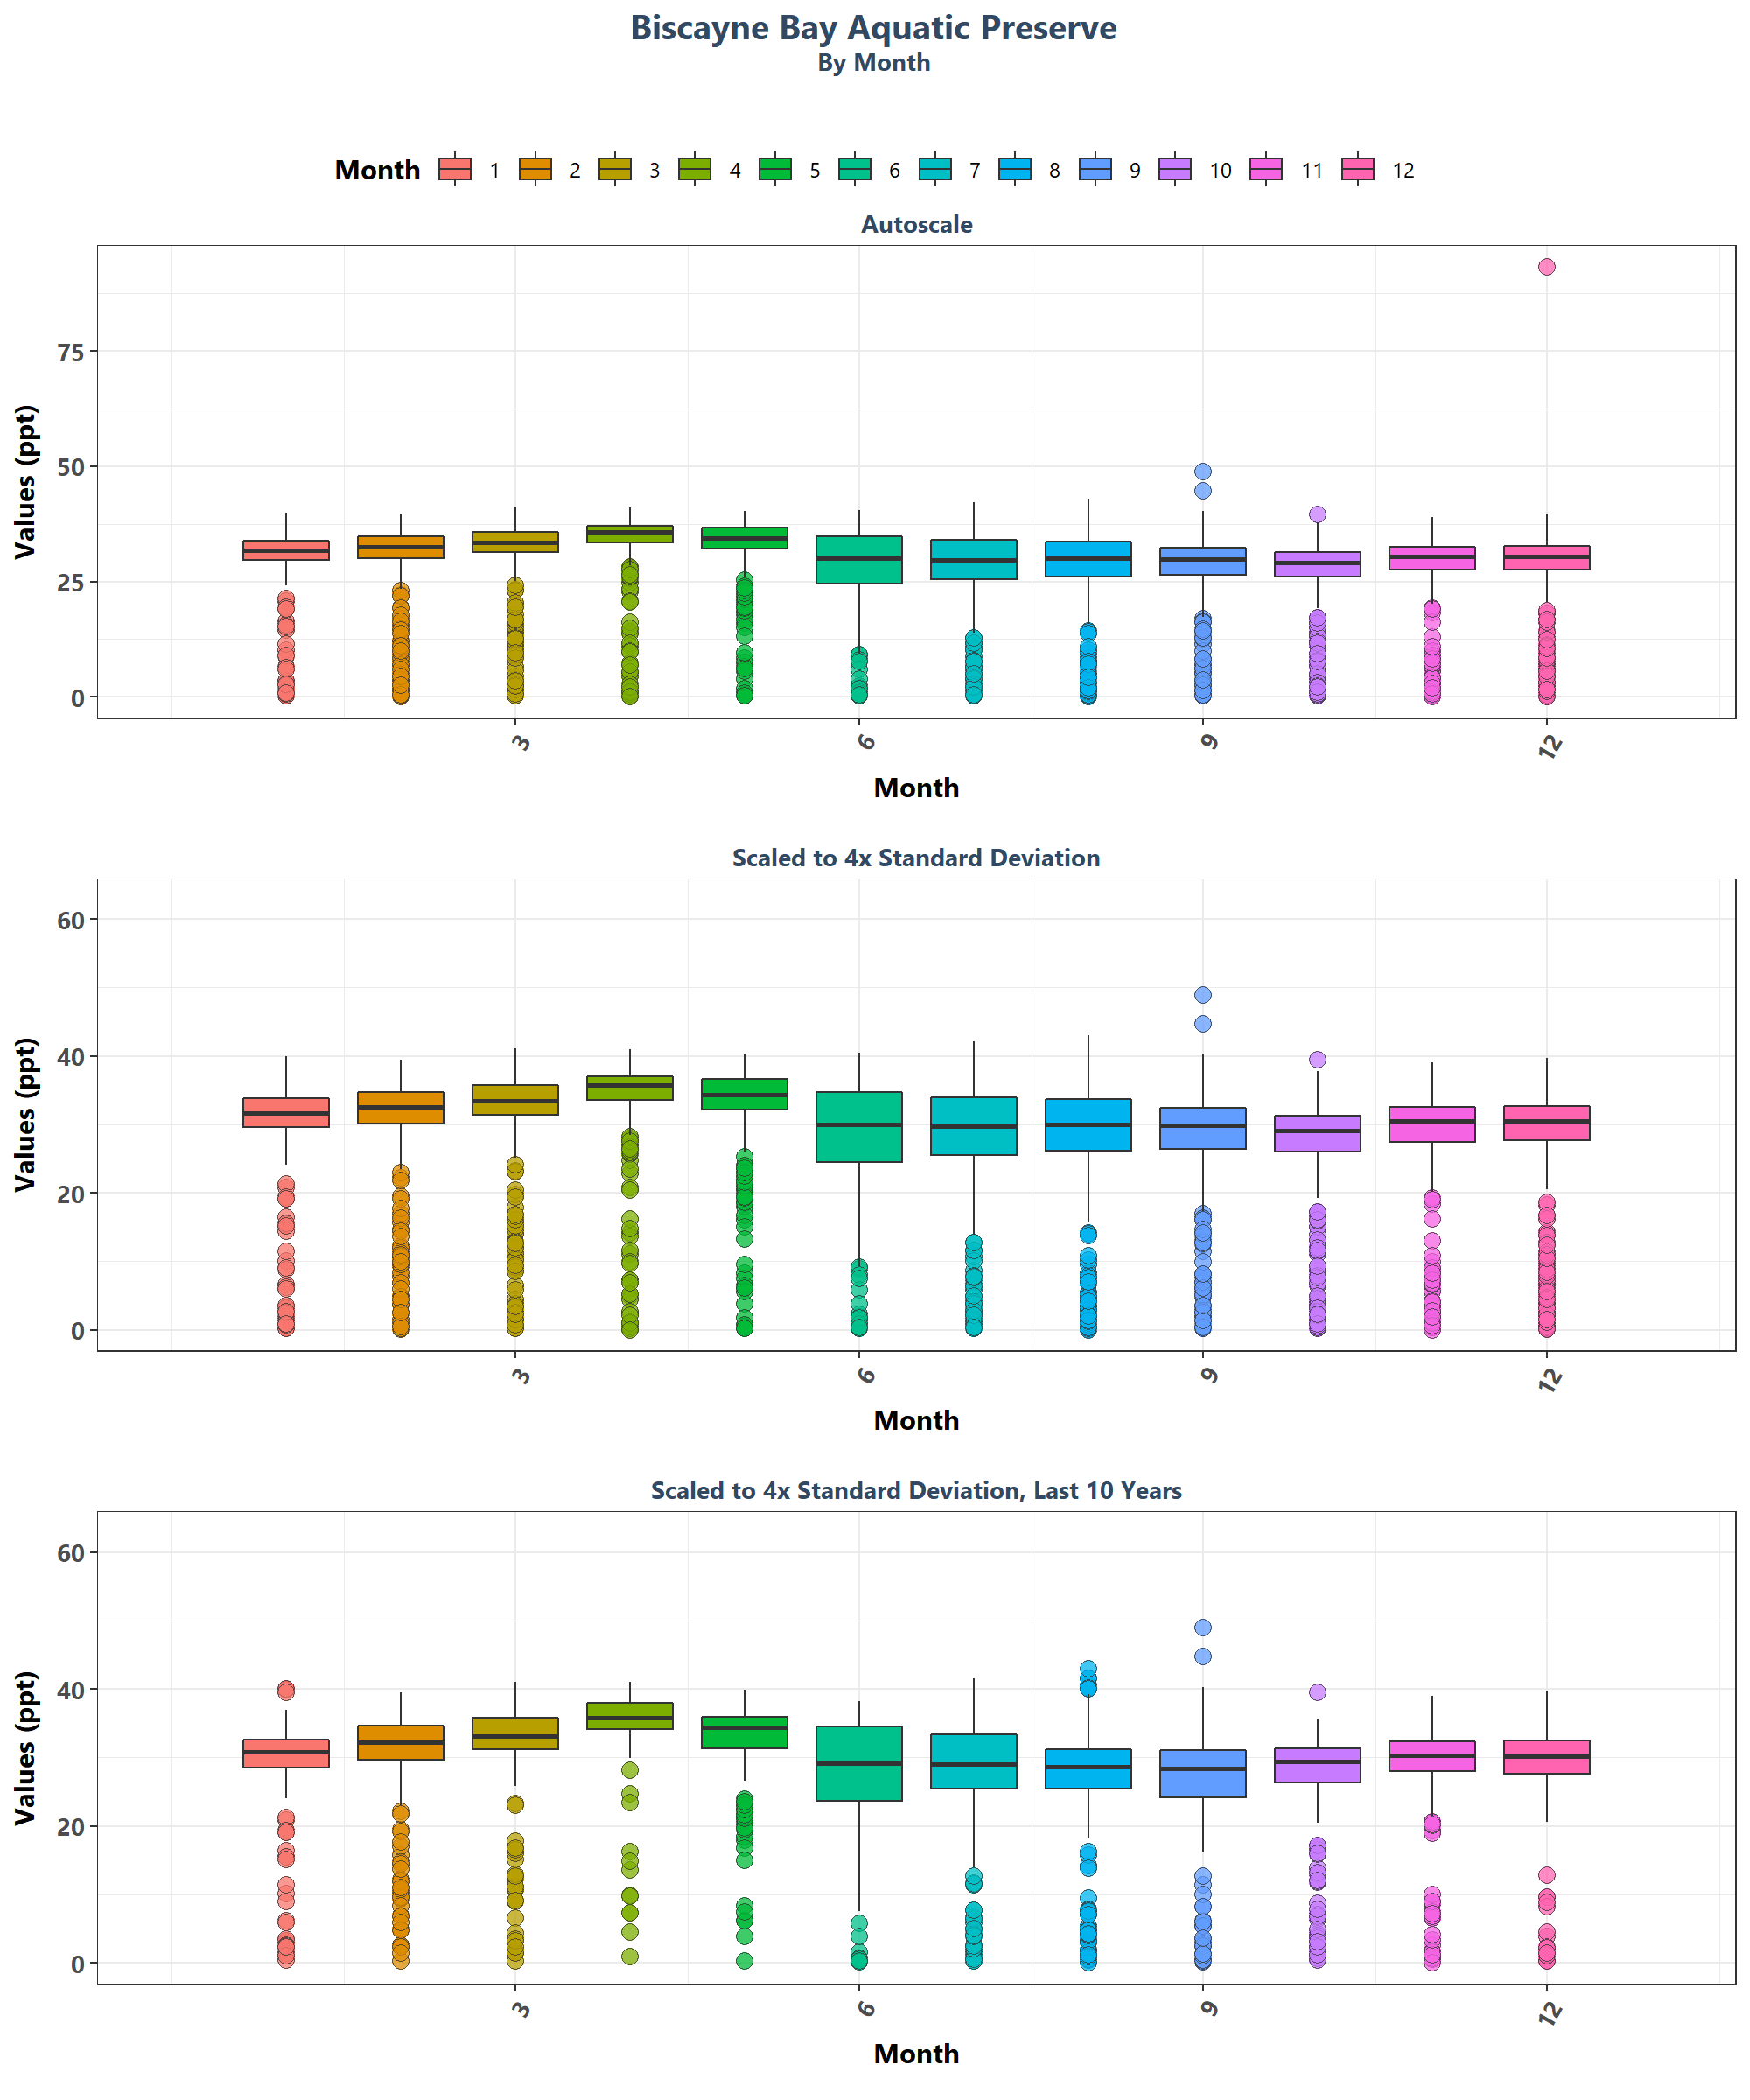 Biscayne Bay Aquatic Preserve
By Month
Month 1 2 3 4 5 6 7 8 9 10 11 12
Autoscale
Values (ppt)
75
50
25
0
3 6 9 12
Month
Scaled to 4x Standard Deviation
Values (ppt)
60
40
20
0
3 6 9 12
Month
Scaled to 4x Standard Deviation, Last 10 Years
Values (ppt)
60
40
20
0
3 6 9 12
Month